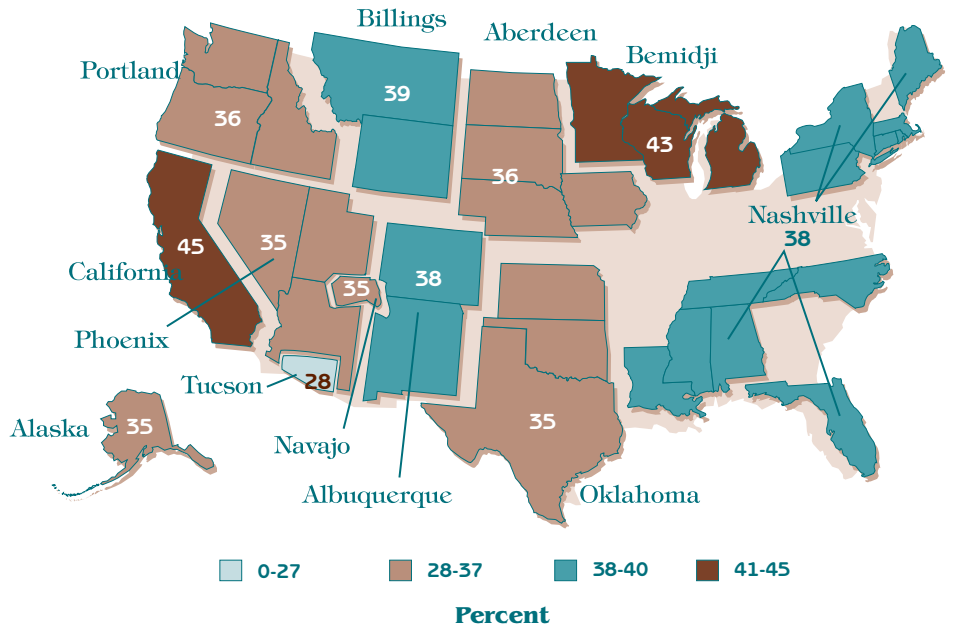 Billings
Aberdeen
Bemidji
Portland
39
36
43
36
Nashville
38
45
35
California
38
35
Phoenix
Tucson
28
Alaska
35
35
Navajo
Albuquerque
Oklahoma
0-27
28-37
38-40
41-45
Percent